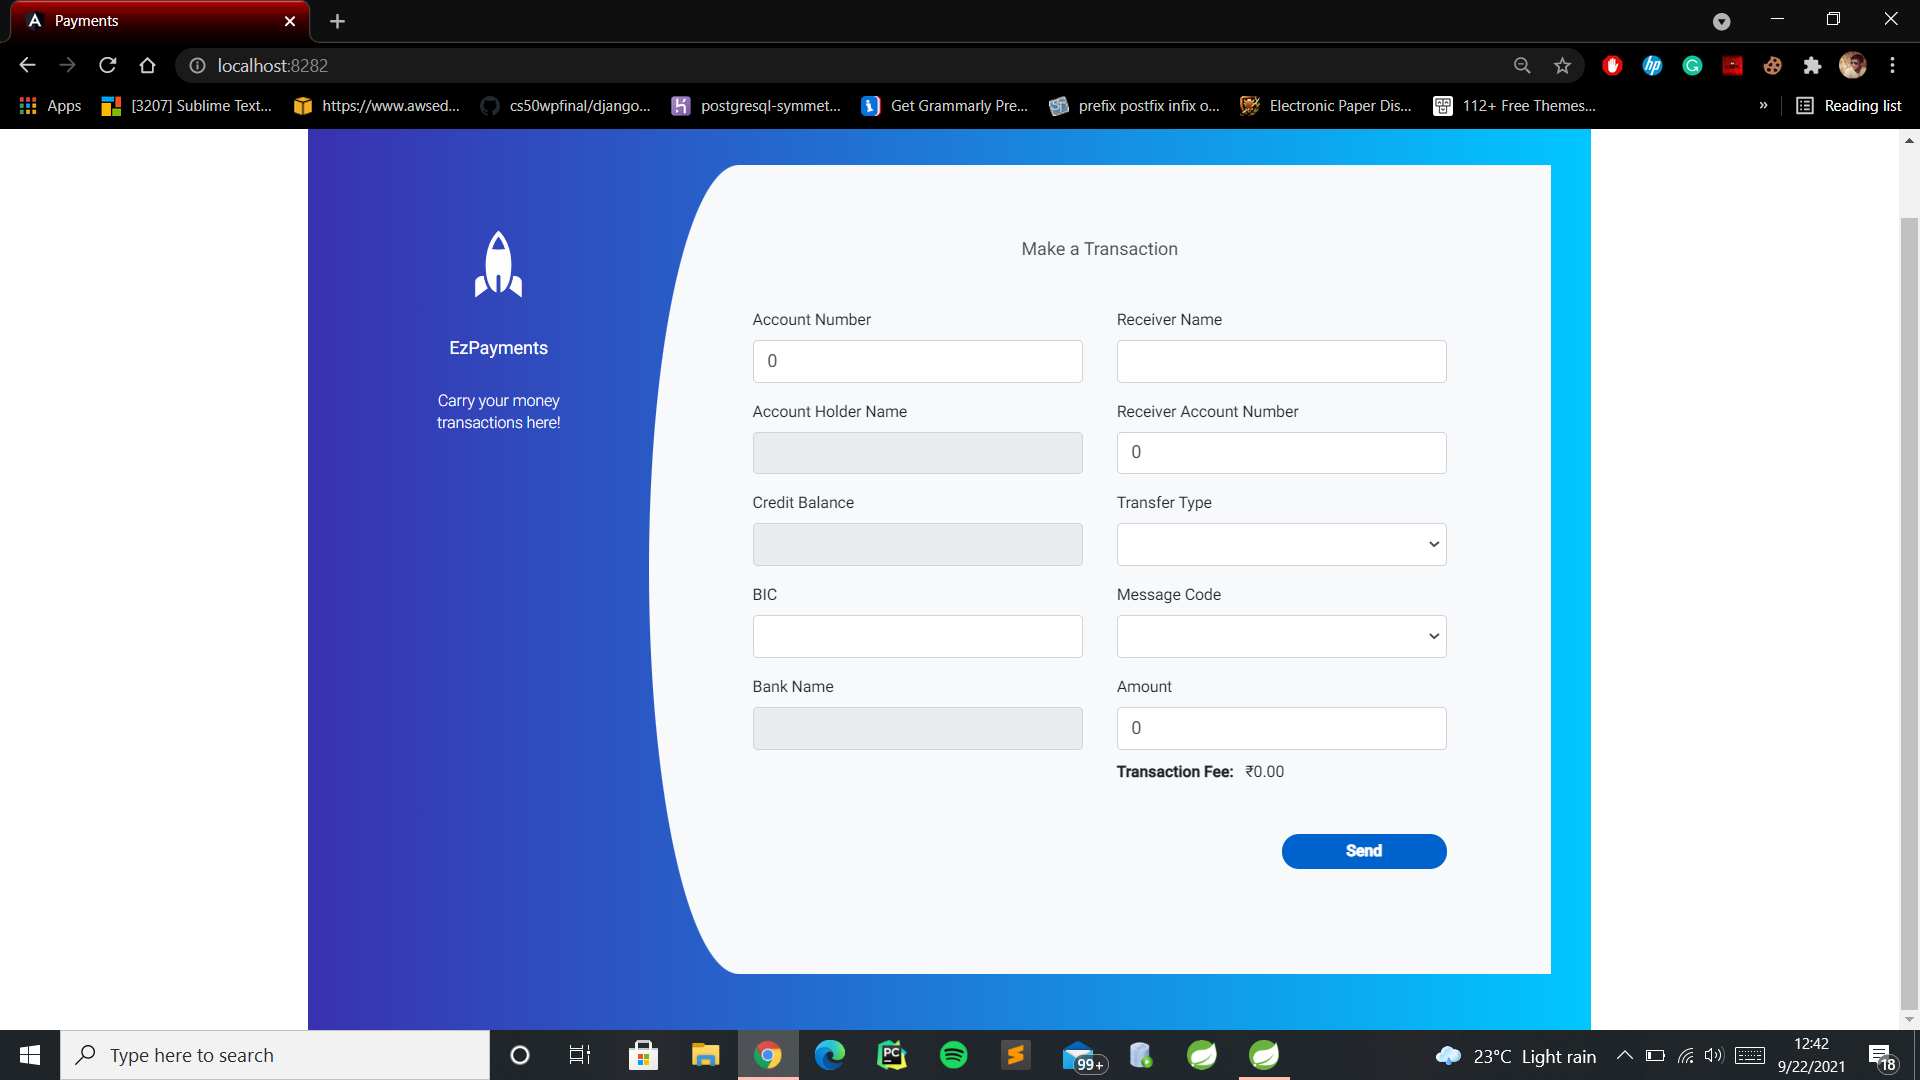 Payments
localhost:8282
Apps
[3207] Sublime Text...
https://www.awsed...
cs50wpfinal/django...
postgresql-symmet...
Get Grammarly Pre...
prefix postfix infix o...
Electronic Paper Dis...
112+ Free Themes...
»
Reading list
EzPayments
Carry your money
transactions here!
Make a Transaction
Account Number
0
Account Holder Name
Credit Balance
BIC
Bank Name
Receiver Name
Receiver Account Number
0
Transfer Type
Message Code
Amount
0
Transaction Fee: ₹0.00
Send
Type here to search
99+
23°C Light rain
12:42
9/22/2021
18